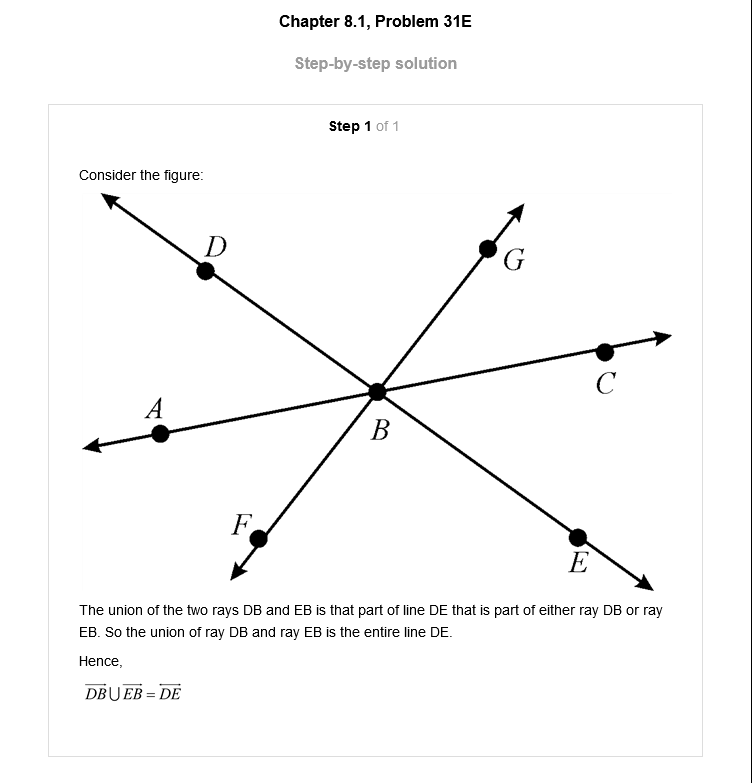 Chapter 8.1, Problem 31E
Step-by-step solution
Step 1 of 1
Consider the figure:
D
G
C
A
B
F
E
The union of the two rays DB and EB is that part of line DE that is part of either ray DB or ray
EB. So the union of ray DB and ray EB is the entire line DE.
Hence,
$\overrightarrow{DB} \bigcup \overrightarrow{EB} = \overleftrightarrow{DE}$